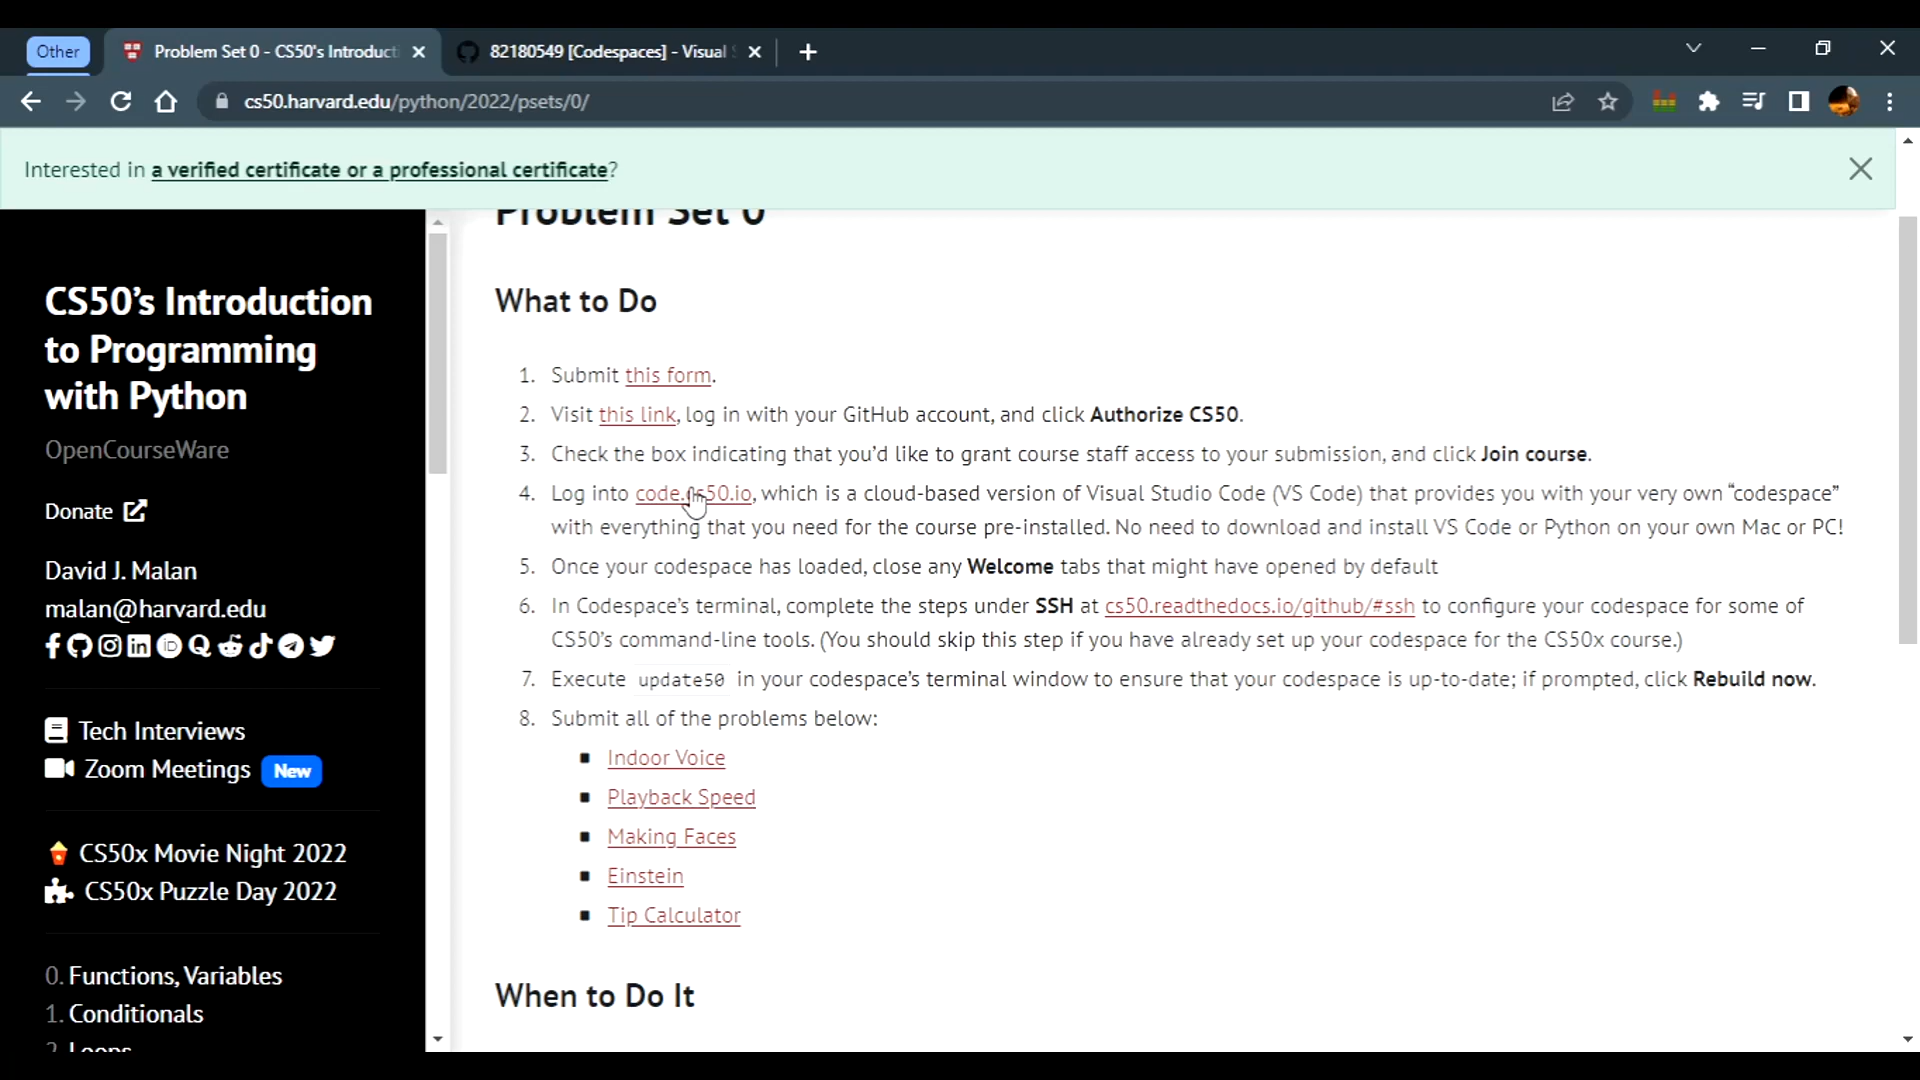 Other
Problem Set 0 - CS50's Introducti
82180549 [Codespaces] - Visual S
cs50.harvard.edu/python/2022/psets/0/
Interested in a verified certificate or a professional certificate?
CS50’s Introduction
to Programming
with Python
OpenCourseWare
Donate
David J. Malan
malan@harvard.edu
Tech Interviews
Zoom Meetings New
CS50x Movie Night 2022
CS50x Puzzle Day 2022
0. Functions, Variables
1. Conditionals
2. Loops
Problem Set 0
What to Do
1. Submit this form.
2. Visit this link, log in with your GitHub account, and click Authorize CS50.
3. Check the box indicating that you’d like to grant course staff access to your submission, and click Join course.
4. Log into code.cs50.io, which is a cloud-based version of Visual Studio Code (VS Code) that provides you with your very own “codespace”
with everything that you need for the course pre-installed. No need to download and install VS Code or Python on your own Mac or PC!
5. Once your codespace has loaded, close any Welcome tabs that might have opened by default
6. In Codespace’s terminal, complete the steps under SSH at cs50.readthedocs.io/github/#ssh to configure your codespace for some of
CS50’s command-line tools. (You should skip this step if you have already set up your codespace for the CS50x course.)
7. Execute update50 in your codespace’s terminal window to ensure that your codespace is up-to-date; if prompted, click Rebuild now.
8. Submit all of the problems below:
Indoor Voice
Playback Speed
Making Faces
Einstein
Tip Calculator
When to Do It